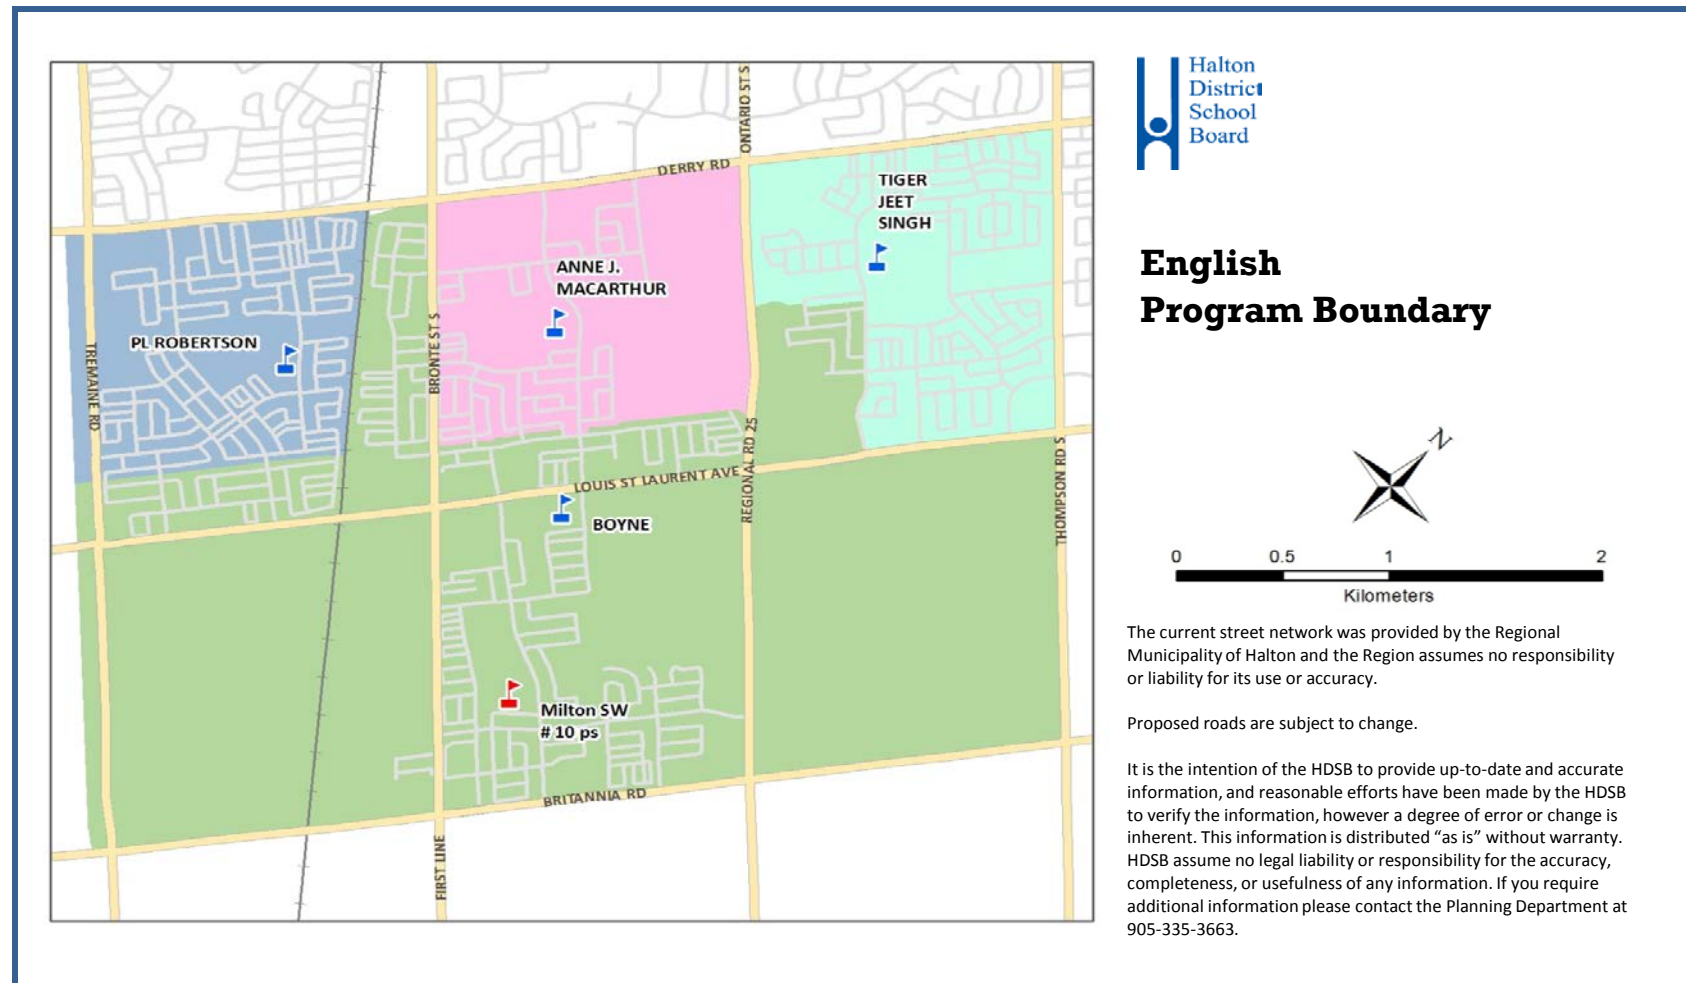 ONTARIO ST S
DERRY RD
TIGER
JEET
SINGH
ANNE J.
MACARTHUR
PL ROBERTSON
TREMAINE RD
BRONTE ST S
REGIONAL RD 25
LOUIS ST LAURENT AVE
THOMPSON RD S
BOYNE
Milton SW
# 10 ps
BRITANNIA RD
FIRST LINE
Halton
District
School
Board
English
Program Boundary
N
0 0.5 1 2
Kilometers
The current street network was provided by the Regional
Municipality of Halton and the Region assumes no responsibility
or liability for its use or accuracy.
Proposed roads are subject to change.
It is the intention of the HDSB to provide up-to-date and accurate
information, and reasonable efforts have been made by the HDSB
to verify the information, however a degree of error or change is
inherent. This information is distributed “as is” without warranty.
HDSB assume no legal liability or responsibility for the accuracy,
completeness, or usefulness of any information. If you require
additional information please contact the Planning Department at
905-335-3663.